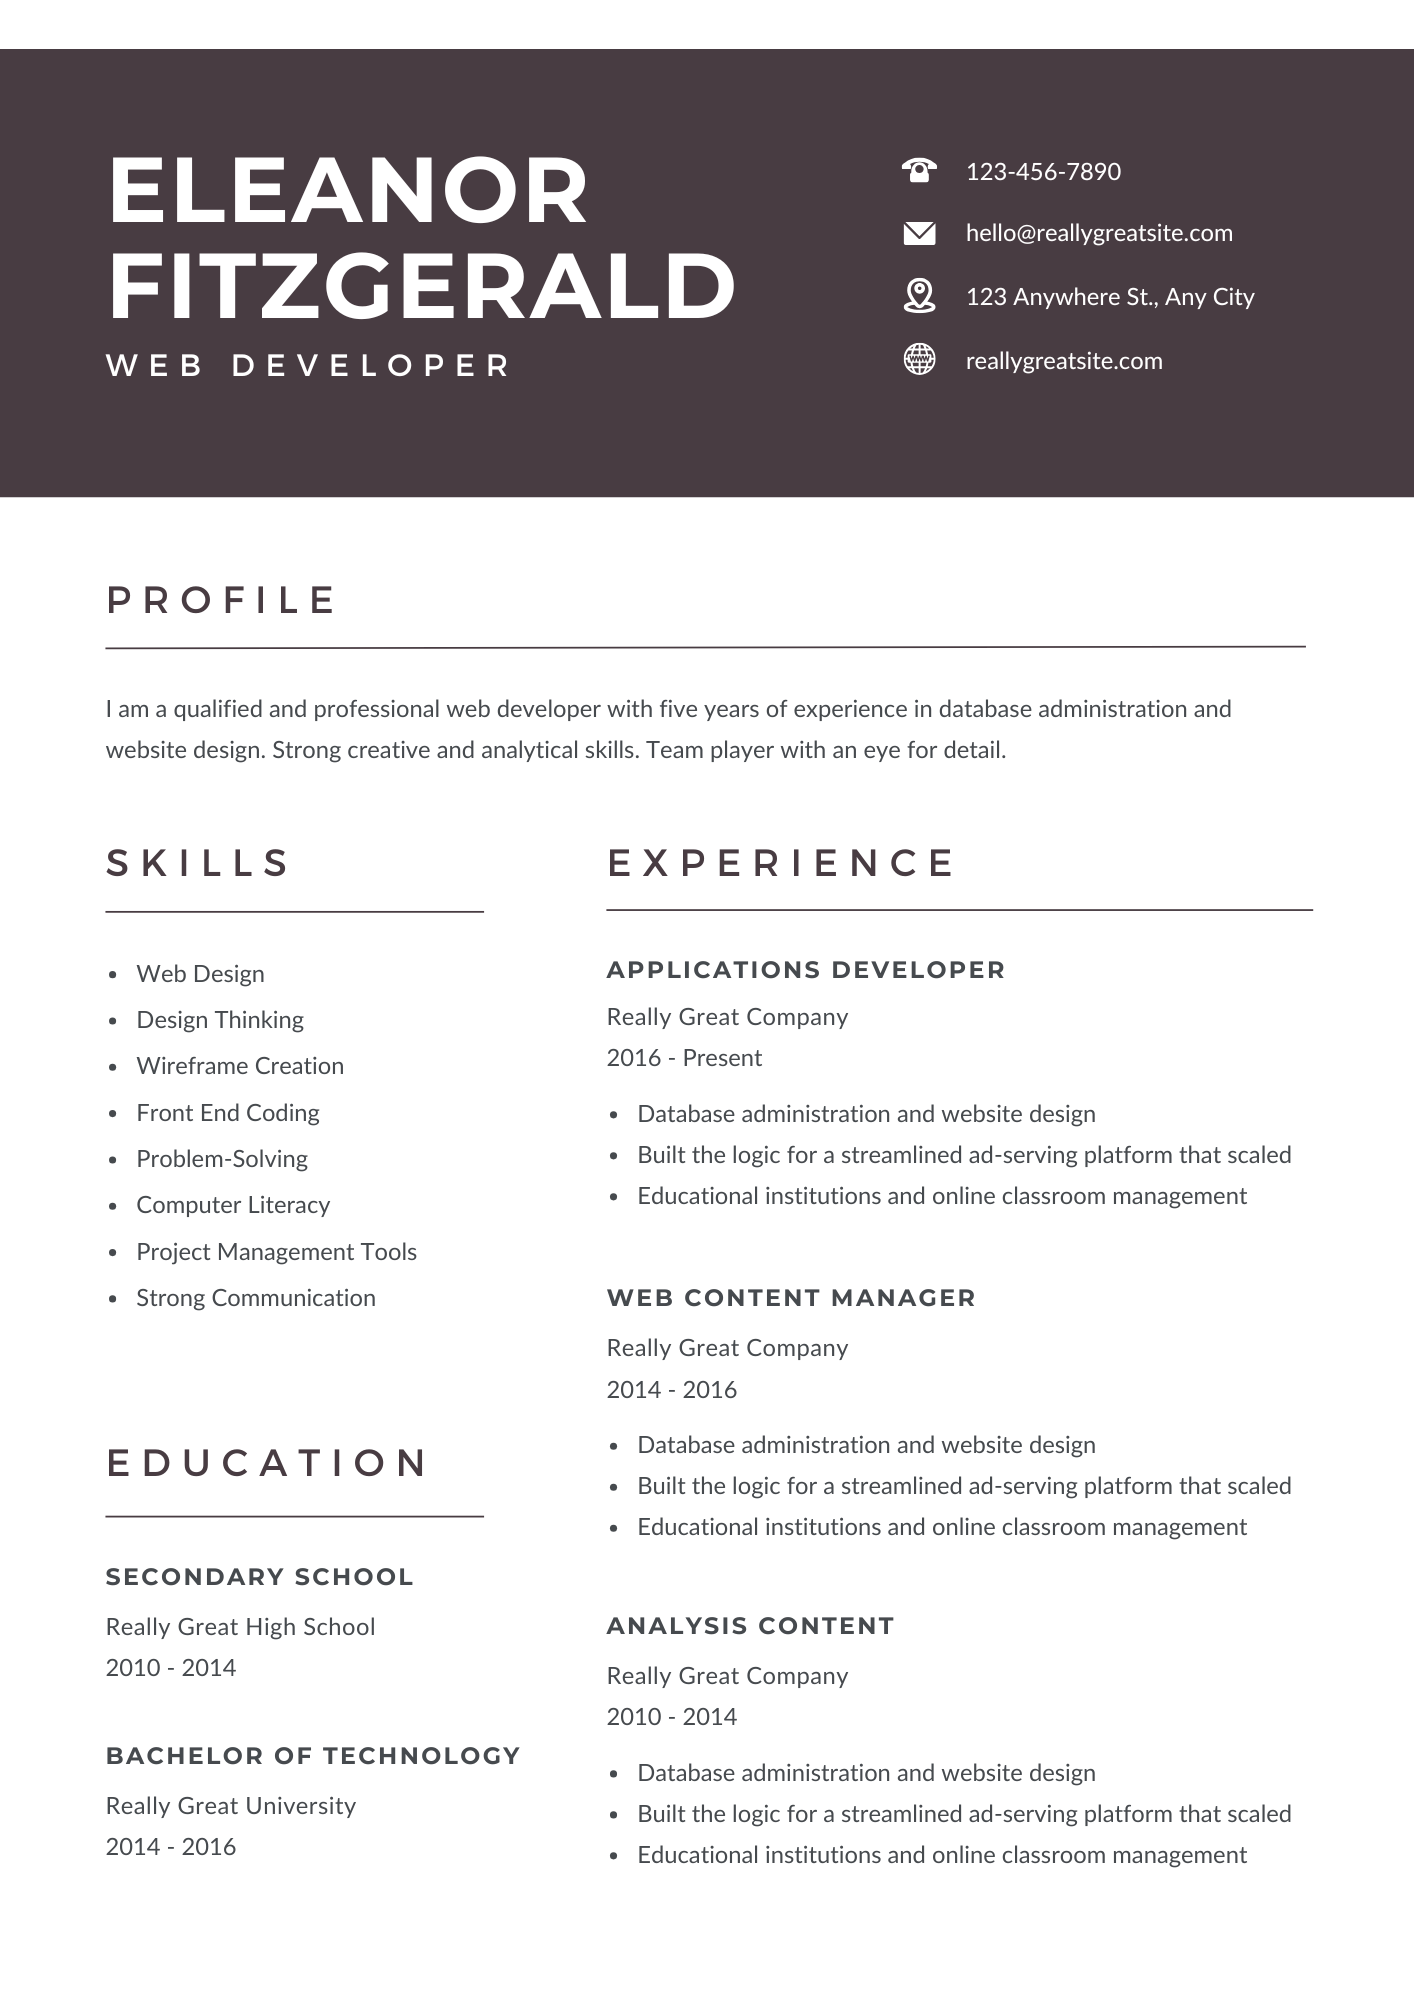 ELEANOR
FITZGERALD
WEB DEVELOPER
123-456-7890
hello@reallygreatsite.com
123 Anywhere St., Any City
reallygreatsite.com
PROFILE
I am a qualified and professional web developer with five years of experience in database administration and
website design. Strong creative and analytical skills. Team player with an eye for detail.
SKILLS
• Web Design
• Design Thinking
• Wireframe Creation
• Front End Coding
• Problem-Solving
• Computer Literacy
• Project Management Tools
• Strong Communication
EDUCATION
SECONDARY SCHOOL
Really Great High School
2010 - 2014
BACHELOR OF TECHNOLOGY
Really Great University
2014 - 2016
EXPERIENCE
APPLICATIONS DEVELOPER
Really Great Company
2016 - Present
• Database administration and website design
• Built the logic for a streamlined ad-serving platform that scaled
• Educational institutions and online classroom management
WEB CONTENT MANAGER
Really Great Company
2014 - 2016
• Database administration and website design
• Built the logic for a streamlined ad-serving platform that scaled
• Educational institutions and online classroom management
ANALYSIS CONTENT
Really Great Company
2010 - 2014
• Database administration and website design
• Built the logic for a streamlined ad-serving platform that scaled
• Educational institutions and online classroom management